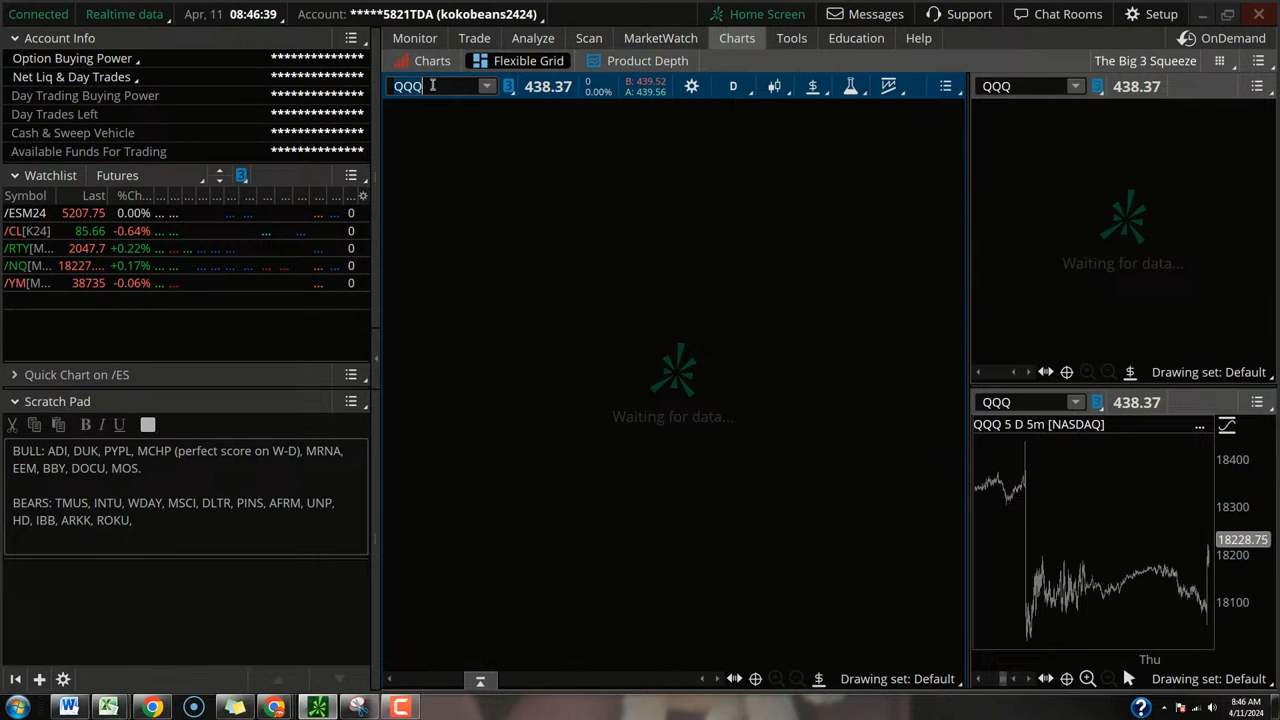 Connected Realtime data Apr, 11 08:46:39 Account: *****5821TDA (kokobeans2424) Home Screen Messages Support Chat Rooms Setup
Account Info
Option Buying Power **************
Net Liq & Day Trades **************
Day Trading Buying Power **************
Day Trades Left **************
Cash & Sweep Vehicle **************
Available Funds For Trading **************
Watchlist Futures 3
Symbol Last %Ch... ... ... ... ... ... ... ... ... ... ...
/ESM24 5207.75 0.00% ... ... ... ... ... ... 0
/CL[K24] 85.66 -0.64% ... ... ... ... 0
/RTY[M... 2047.7 +0.22% ... ... ... ... ... ... 0
/NQ[M... 18227.... +0.17% ... ... ... ... ... ... ... ... ... ... 0
/YM[M... 38735 -0.06% ... ... ... 0
Quick Chart on /ES
Scratch Pad
B I U
BULL: ADI, DUK, PYPL, MCHP (perfect score on W-D), MRNA,
EEM, BBY, DOCU, MOS.
BEARS: TMUS, INTU, WDAY, MSCI, DLTR, PINS, AFRM, UNP,
HD, IBB, ARKK, ROKU,
Monitor Trade Analyze Scan MarketWatch Charts Tools Education Help OnDemand
Charts Flexible Grid Product Depth The Big 3 Squeeze
QQQ 3 438.37 0 B: 439.52 D $
0.00% A: 439.56
Waiting for data...
$ Drawing set: Default
QQQ 3 438.37
Waiting for data...
$ Drawing set: Default
QQQ 3 438.37
QQQ 5 D 5m [NASDAQ] ...
18400
18300
18228.75
18200
18100
Thu
Drawing set: Default
8:46 AM
4/11/2024